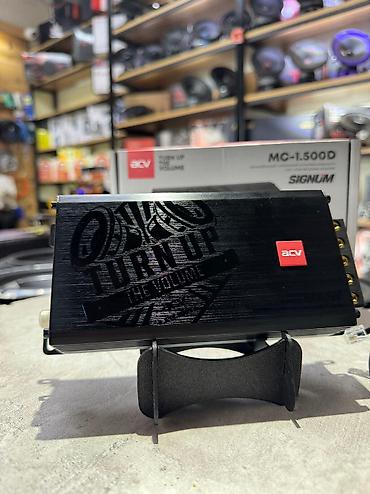 acv
TURN UP
THE
VOLUME
MC-1.500D
SIGNUM
TURN UP
THE VOLUME
acv